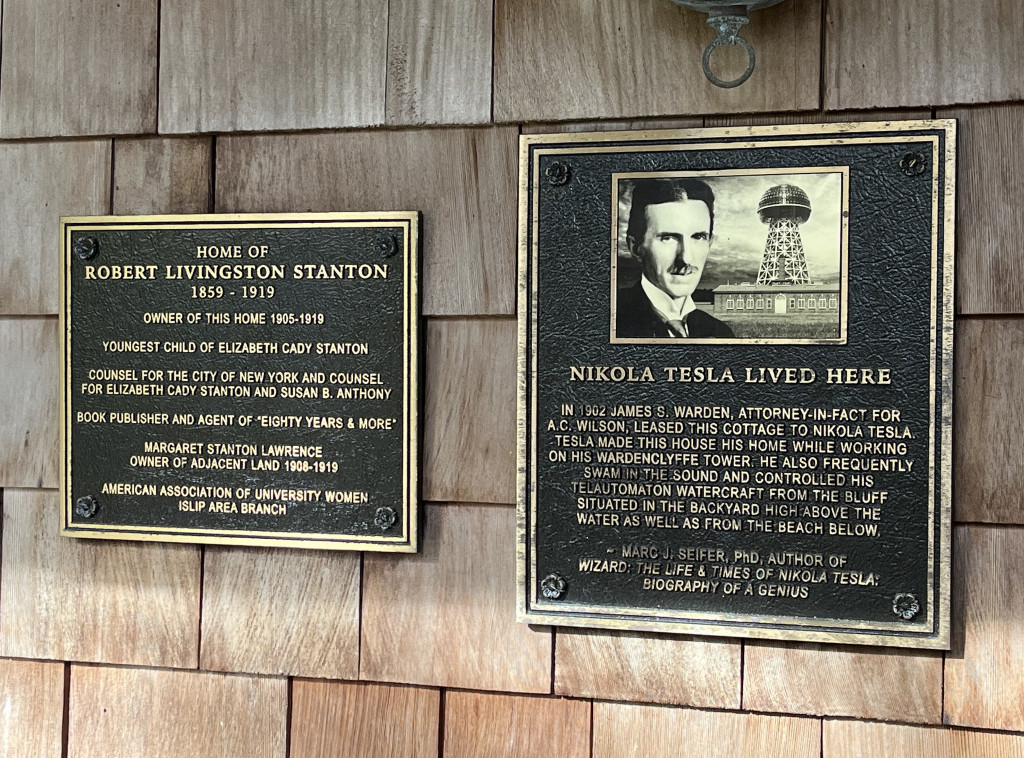 HOME OF
ROBERT LIVINGSTON STANTON
1859 - 1919
OWNER OF THIS HOME 1905-1919
YOUNGEST CHILD OF ELIZABETH CADY STANTON
COUNSEL FOR THE CITY OF NEW YORK AND COUNSEL
FOR ELIZABETH CADY STANTON AND SUSAN B. ANTHONY
BOOK PUBLISHER AND AGENT OF "EIGHTY YEARS & MORE"
MARGARET STANTON LAWRENCE
OWNER OF ADJACENT LAND 1908-1919
AMERICAN ASSOCIATION OF UNIVERSITY WOMEN
ISLIP AREA BRANCH
NIKOLA TESLA LIVED HERE
IN 1902 JAMES S. WARDEN, ATTORNEY-IN-FACT FOR
A.C. WILSON, LEASED THIS COTTAGE TO NIKOLA TESLA.
TESLA MADE THIS HOUSE HIS HOME WHILE WORKING
ON HIS WARDENCLYFFE TOWER. HE ALSO FREQUENTLY
SWAM IN THE SOUND AND CONTROLLED HIS
TELAUTOMATON WATERCRAFT FROM THE BLUFF
SITUATED IN THE BACKYARD HIGH ABOVE THE
WATER AS WELL AS FROM THE BEACH BELOW.
~ MARC J. SEIFER, PhD, AUTHOR OF
WIZARD: THE LIFE & TIMES OF NIKOLA TESLA:
BIOGRAPHY OF A GENIUS